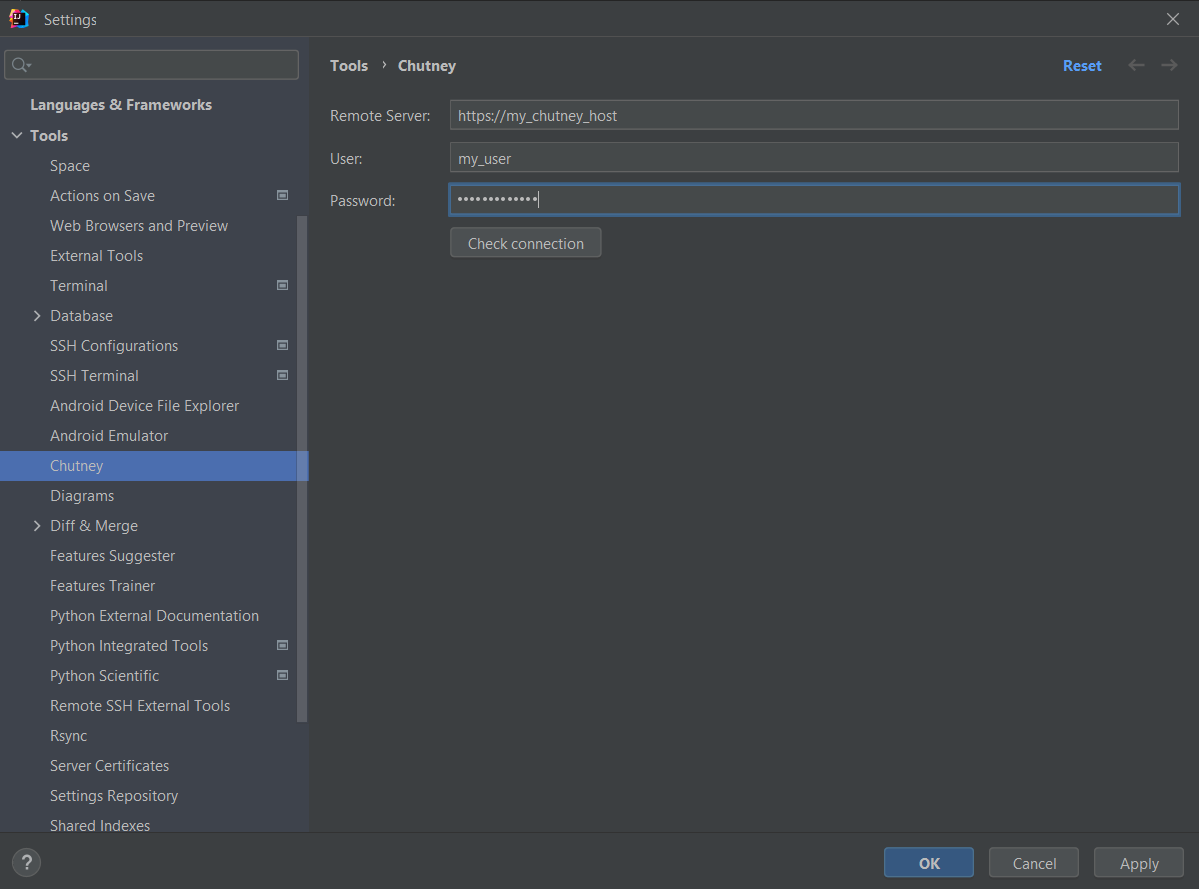 Settings
Languages & Frameworks
Tools
Space
Actions on Save
Web Browsers and Preview
External Tools
Terminal
Database
SSH Configurations
SSH Terminal
Android Device File Explorer
Android Emulator
Chutney
Diagrams
Diff & Merge
Features Suggester
Features Trainer
Python External Documentation
Python Integrated Tools
Python Scientific
Remote SSH External Tools
Rsync
Server Certificates
Settings Repository
Shared Indexes
Tools › Chutney
Reset
Remote Server: https://my_chutney_host
User: my_user
Password: •••••••••••••
Check connection
?
OK
Cancel
Apply